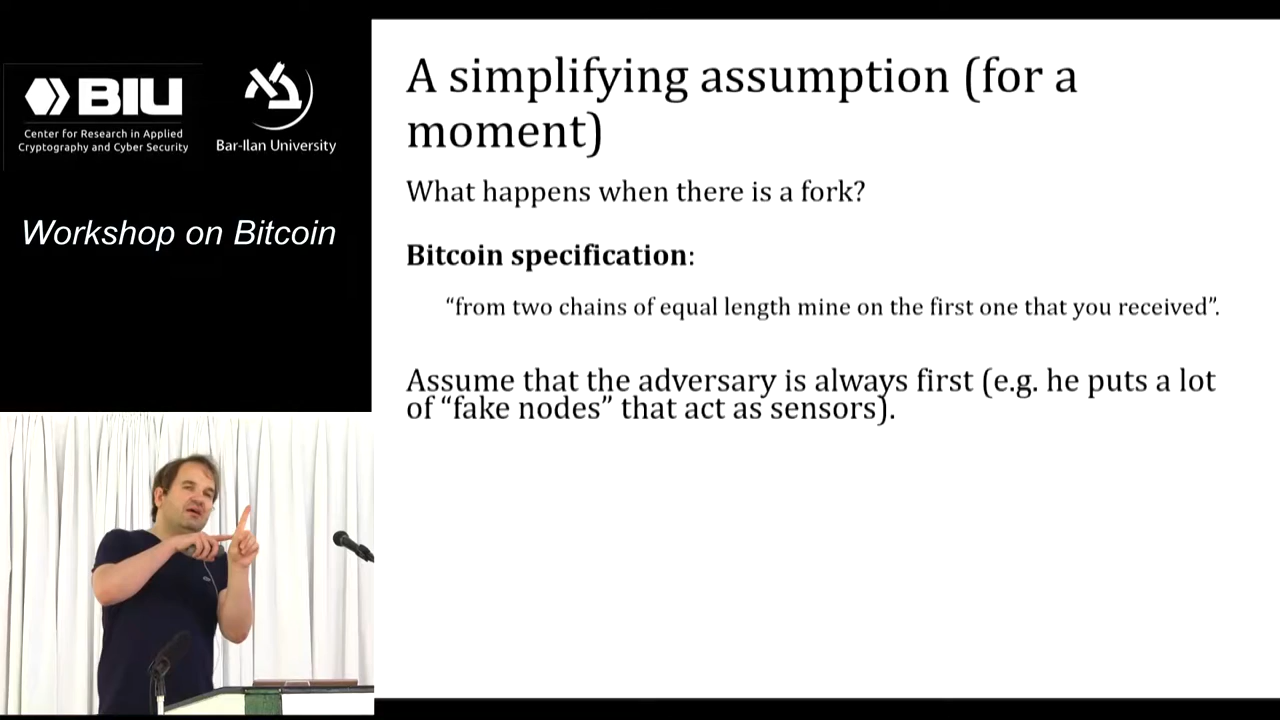 BIU
Center for Research in Applied
Cryptography and Cyber Security
Bar-Ilan University
Workshop on Bitcoin
A simplifying assumption (for a
moment)
What happens when there is a fork?
Bitcoin specification:
“from two chains of equal length mine on the first one that you received”.
Assume that the adversary is always first (e.g. he puts a lot
of “fake nodes” that act as sensors).